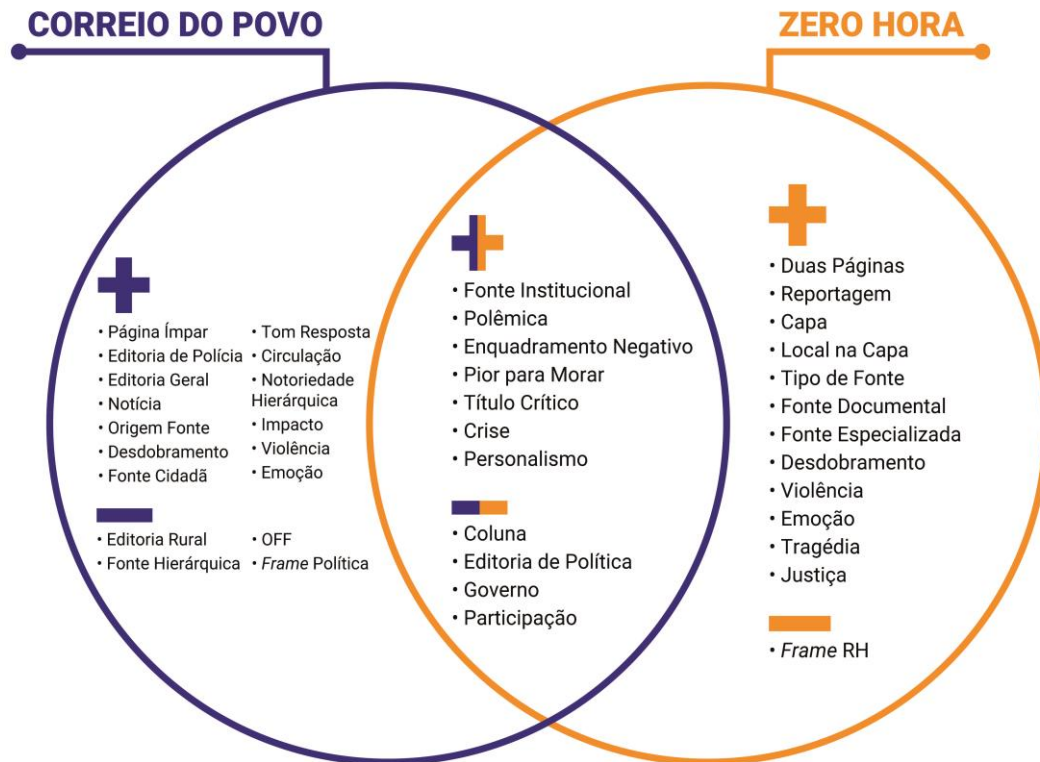 CORREIO DO POVO
ZERO HORA
• Página Ímpar
• Editoria de Polícia
• Editoria Geral
• Notícia
• Origem Fonte
• Desdobramento
• Fonte Cidadã
• Tom Resposta
• Circulação
• Notoriedade
Hierárquica
• Impacto
• Violência
• Emoção
• Editoria Rural
• Fonte Hierárquica
• OFF
• Frame Política
• Fonte Institucional
• Polêmica
• Enquadramento Negativo
• Pior para Morar
• Título Crítico
• Crise
• Personalismo
• Coluna
• Editoria de Política
• Governo
• Participação
• Duas Páginas
• Reportagem
• Capa
• Local na Capa
• Tipo de Fonte
• Fonte Documental
• Fonte Especializada
• Desdobramento
• Violência
• Emoção
• Tragédia
• Justiça
• Frame RH